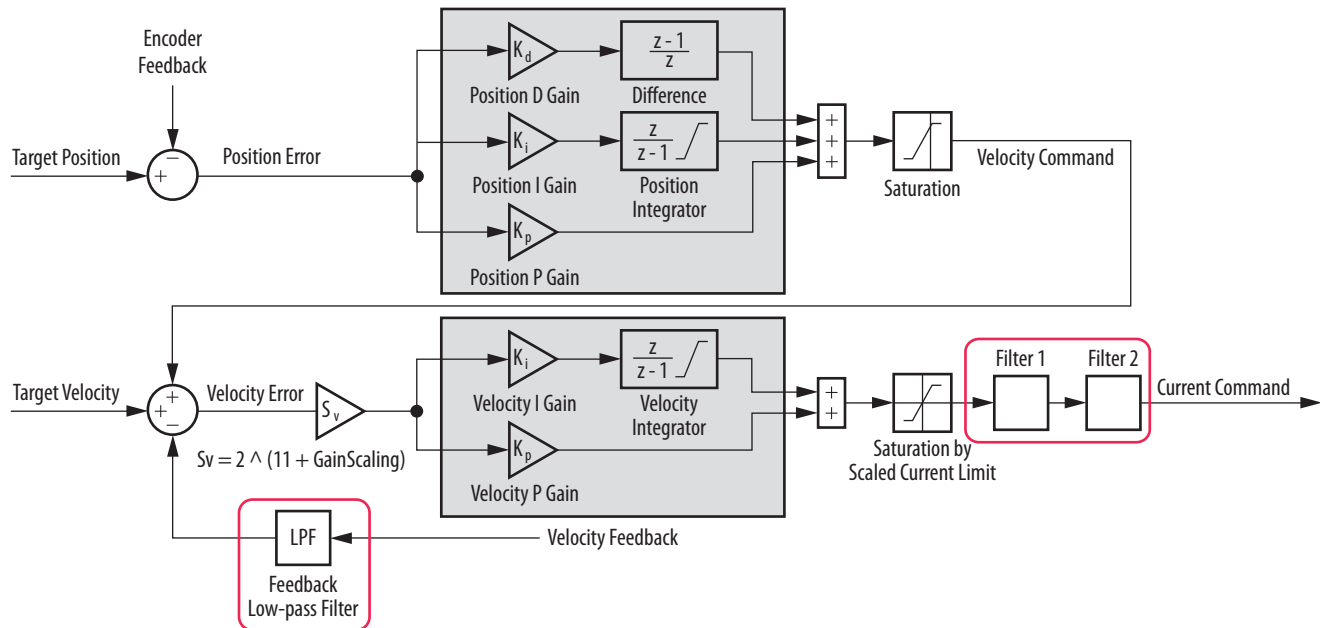 Encoder
Feedback
Target Position
+
−
Position Error
K d
Position D Gain
z - 1
z
Difference
K i
Position I Gain
z
z - 1
Position
Integrator
K p
Position P Gain
+
+
+
Saturation
Velocity Command
Target Velocity
+
+
−
Velocity Error
S v
Sv = 2 ^ (11 + GainScaling)
K i
Velocity I Gain
z
z - 1
Velocity
Integrator
K p
Velocity P Gain
+
+
Saturation by
Scaled Current Limit
Filter 1
Filter 2
Current Command
LPF
Feedback
Low-pass Filter
Velocity Feedback